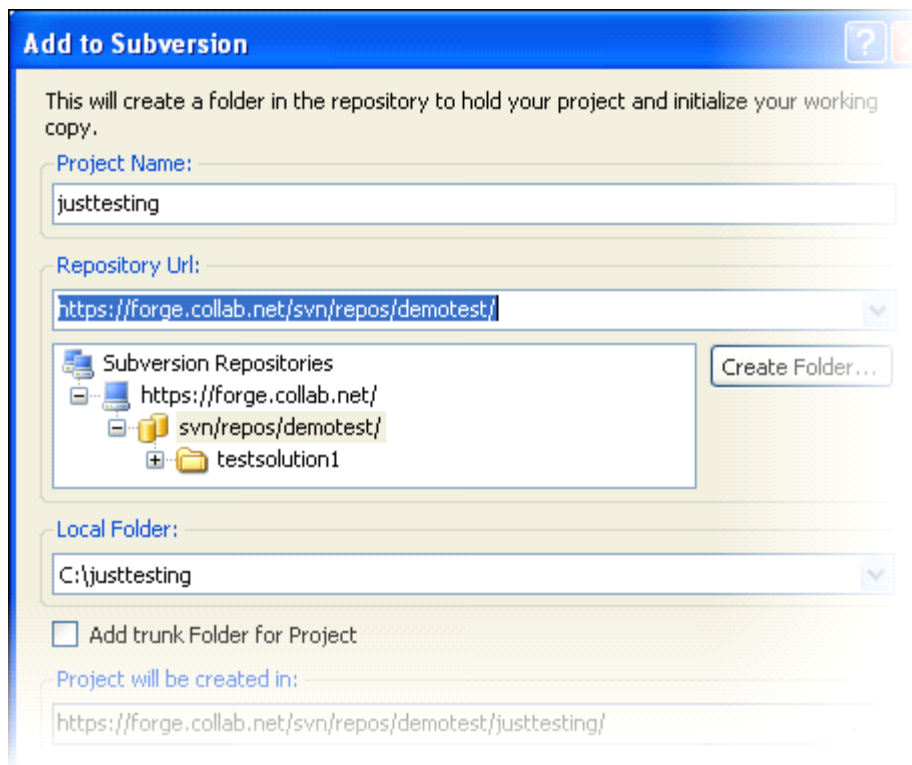 Add to Subversion
This will create a folder in the repository to hold your project and initialize your working
copy.
Project Name:
justtesting
Repository Url:
https://forge.collab.net/svn/repos/demotest/
Subversion Repositories
https://forge.collab.net/
svn/repos/demotest/
testsolution1
Create Folder...
Local Folder:
C:\justtesting
Add trunk Folder for Project
Project will be created in:
https://forge.collab.net/svn/repos/demotest/justtesting/